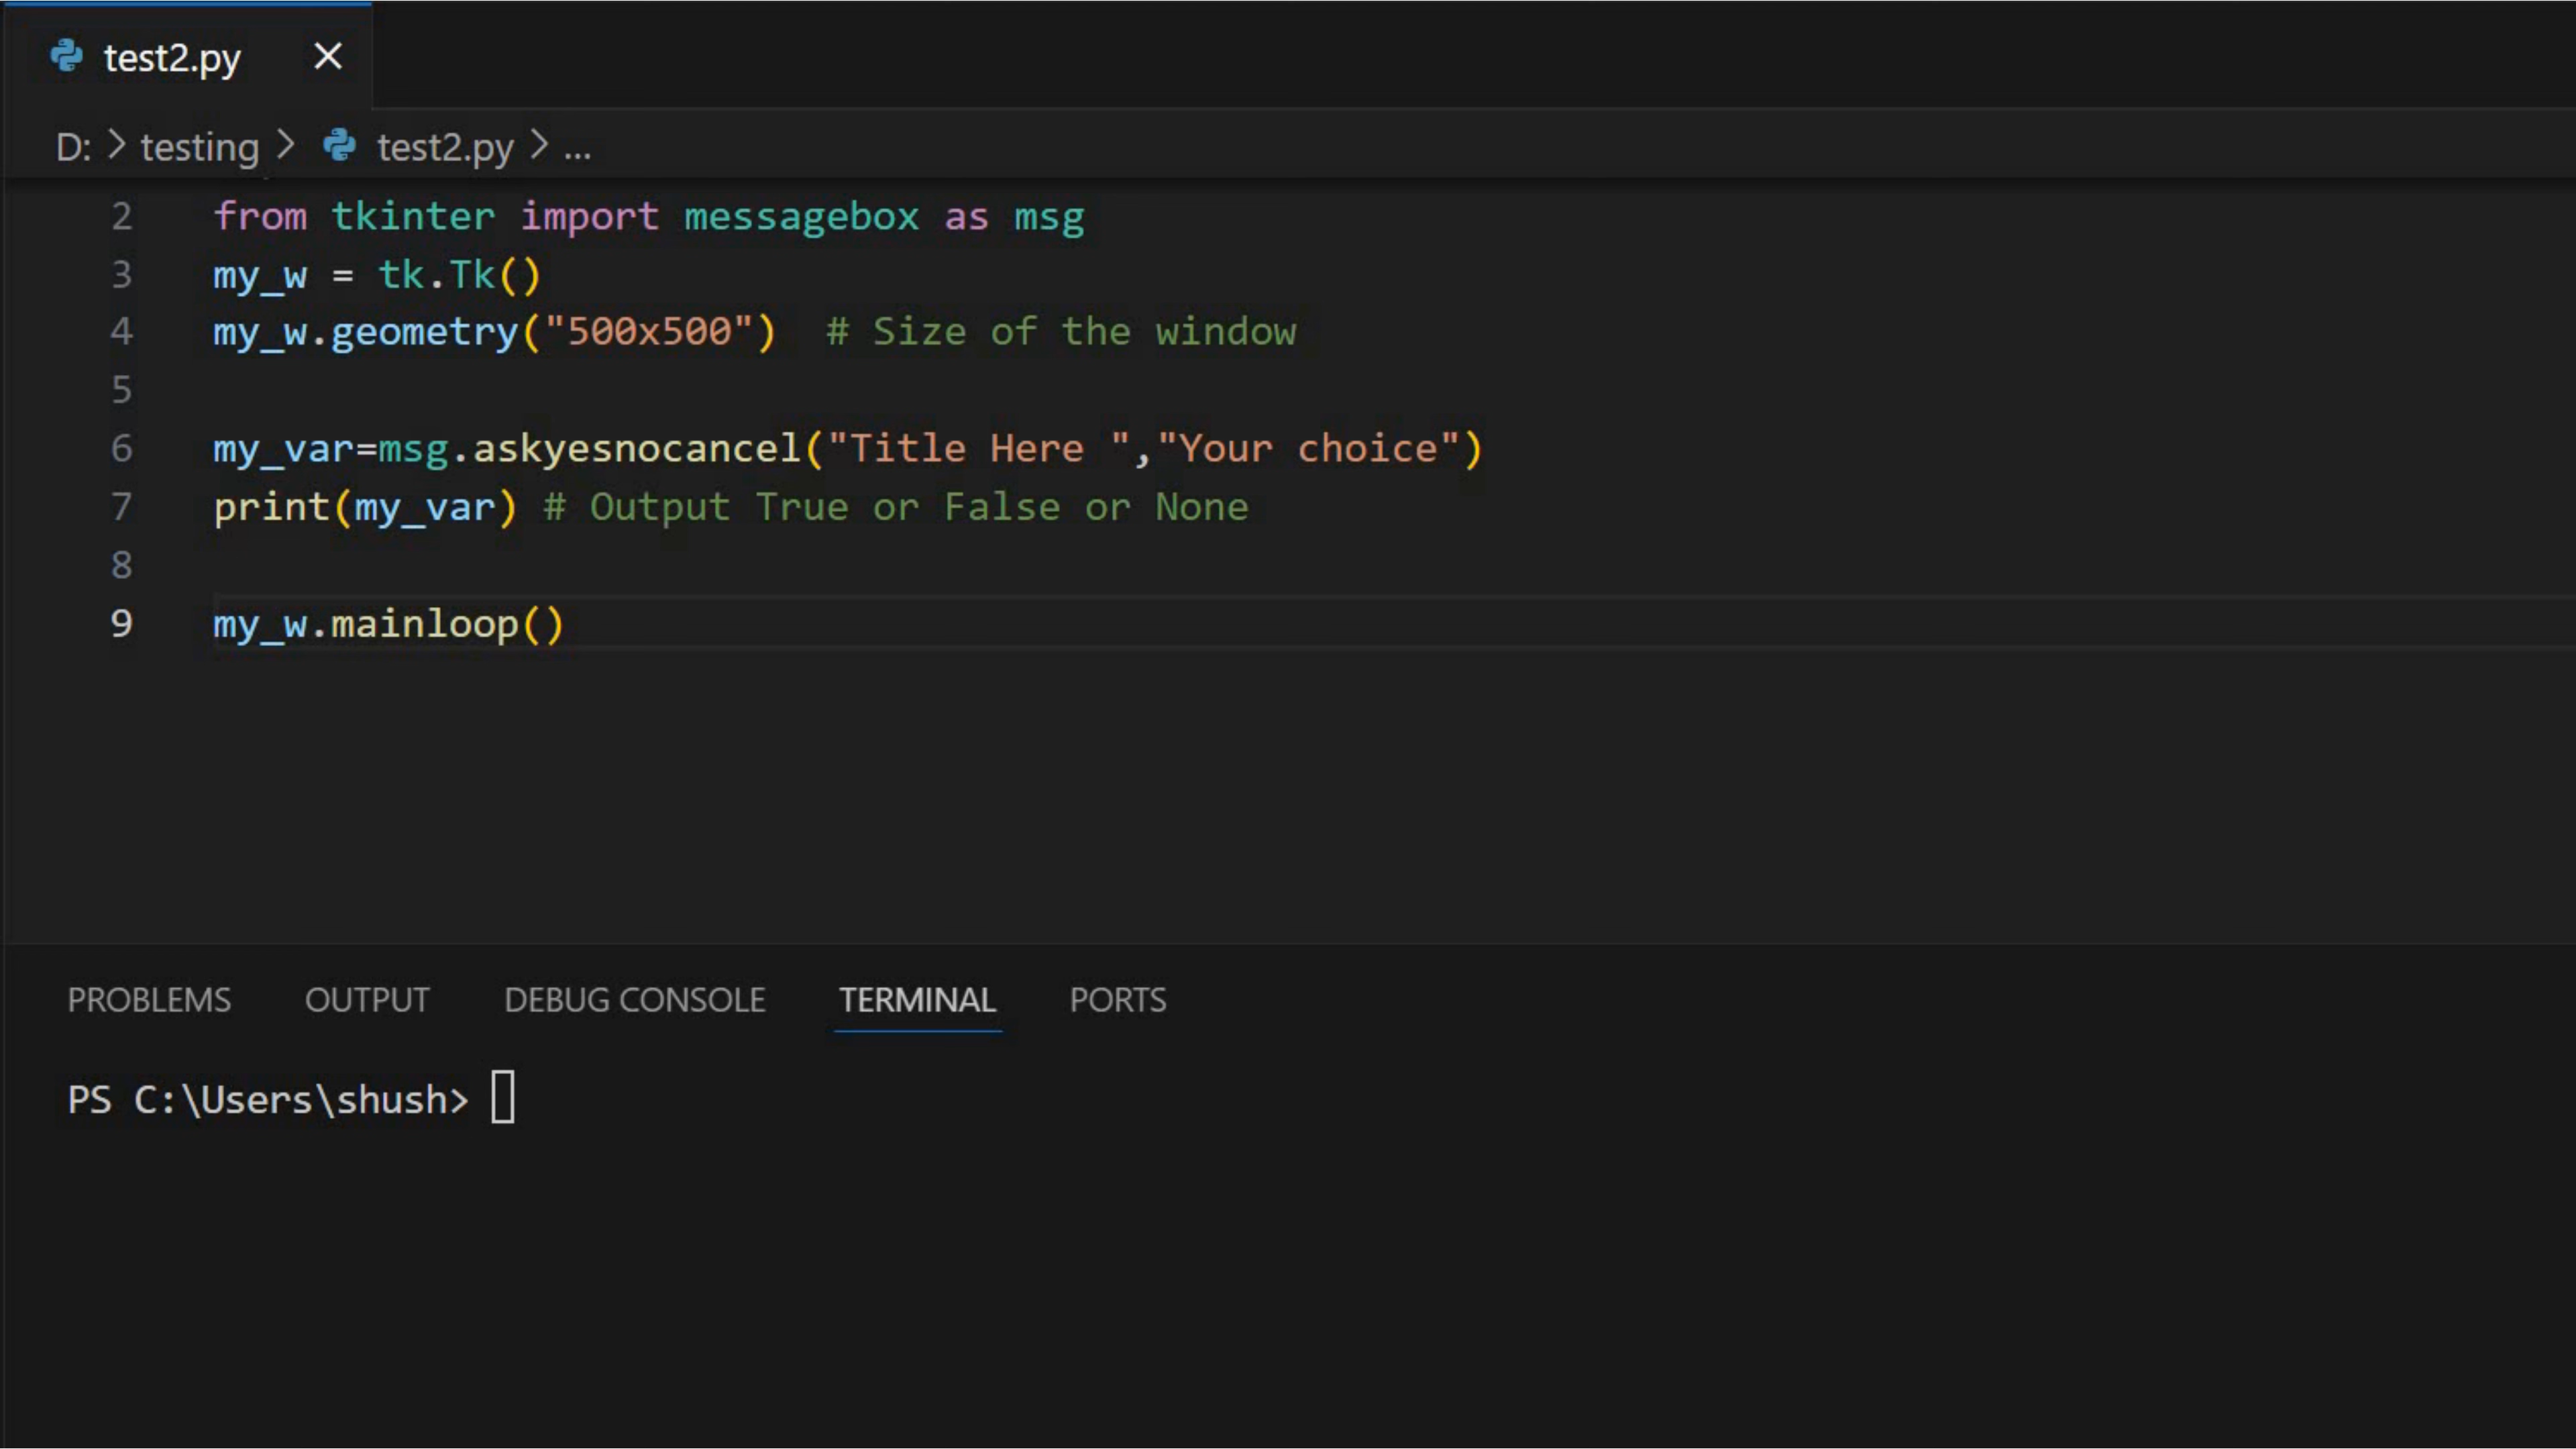 test2.py
D: > testing > test2.py > ...
2 from tkinter import messagebox as msg
3 my_w = tk.Tk()
4 my_w.geometry("500x500")  # Size of the window
5
6 my_var=msg.askyesnocancel("Title Here ","Your choice")
7 print(my_var) # Output True or False or None
8
9 my_w.mainloop()
PROBLEMS OUTPUT DEBUG CONSOLE TERMINAL PORTS
PS C:\Users\shush>